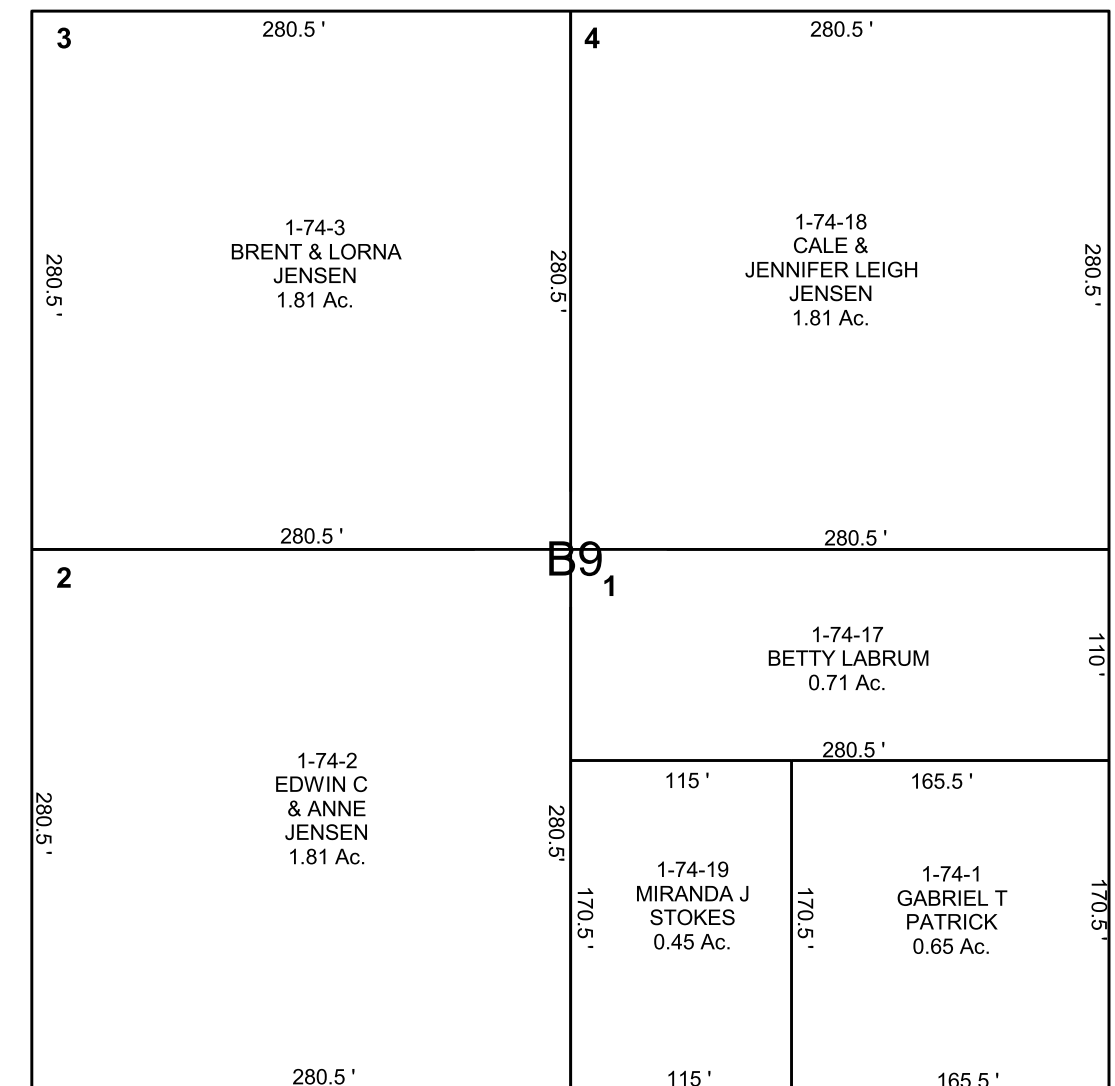 3
280.5 '
1-74-3
BRENT & LORNA
JENSEN
1.81 Ac.
280.5 '
280.5 '
280.5 '
4
280.5 '
1-74-18
CALE &
JENNIFER LEIGH
JENSEN
1.81 Ac.
280.5 '
280.5 '
B9
2
1-74-2
EDWIN C
& ANNE
JENSEN
1.81 Ac.
280.5 '
280.5'
280.5 '
1
1-74-17
BETTY LABRUM
0.71 Ac.
110 '
280.5 '
115 '
1-74-19
MIRANDA J
STOKES
0.45 Ac.
170.5 '
170.5 '
115 '
165.5 '
1-74-1
GABRIEL T
PATRICK
0.65 Ac.
170.5 '
165.5 '